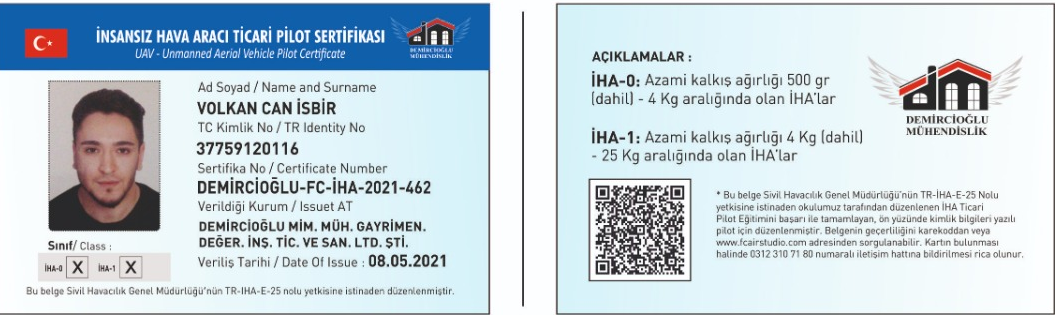 İNSANSIZ HAVA ARACI TİCARİ PİLOT SERTİFİKASI
UAV - Unmanned Aerial Vehicle Pilot Certificate
DEMİRCİOĞLU
MÜHENDİSLİK
Ad Soyad / Name and Surname
VOLKAN CAN İSBİR
TC Kimlik No / TR Identity No
37759120116
Sertifika No / Certificate Number
DEMİRCİOĞLU-FC-İHA-2021-462
Verildiği Kurum / Issuet AT
DEMİRCİOĞLU MİM. MÜH. GAYRİMEN.
DEĞER. İNŞ. TİC. VE SAN. LTD. ŞTİ.
Veriliş Tarihi / Date Of Issue : 08.05.2021
Sınıf/ Class :
İHA-0 X İHA-1 X
Bu belge Sivil Havacılık Genel Müdürlüğü'nün TR-IHA-E-25 nolu yetkisine istinaden düzenlenmiştir.
AÇIKLAMALAR :
İHA-0: Azami kalkış ağırlığı 500 gr
(dahil) - 4 Kg aralığında olan İHA'lar
İHA-1: Azami kalkış ağırlığı 4 Kg (dahil)
- 25 Kg aralığında olan İHA'lar
DEMİRCİOĞLU
MÜHENDİSLİK
* Bu belge Sivil Havacılık Genel Müdürlüğü'nün TR-İHA-E-25 Nolu
yetkisine istinaden okulumuz tarafından düzenlenen İHA Ticari
Pilot Eğitimini başarı ile tamamlayan, ön yüzünde kimlik bilgileri yazılı
pilot için düzenlenmiştir. Belgenin geçerliliğini karekoddan veya
www.fcairstudio.com adresinden sorgulanabilir. Kartın bulunması
halinde 0312 310 71 80 numaralı iletişim hattına bildirilmesi rica olunur.